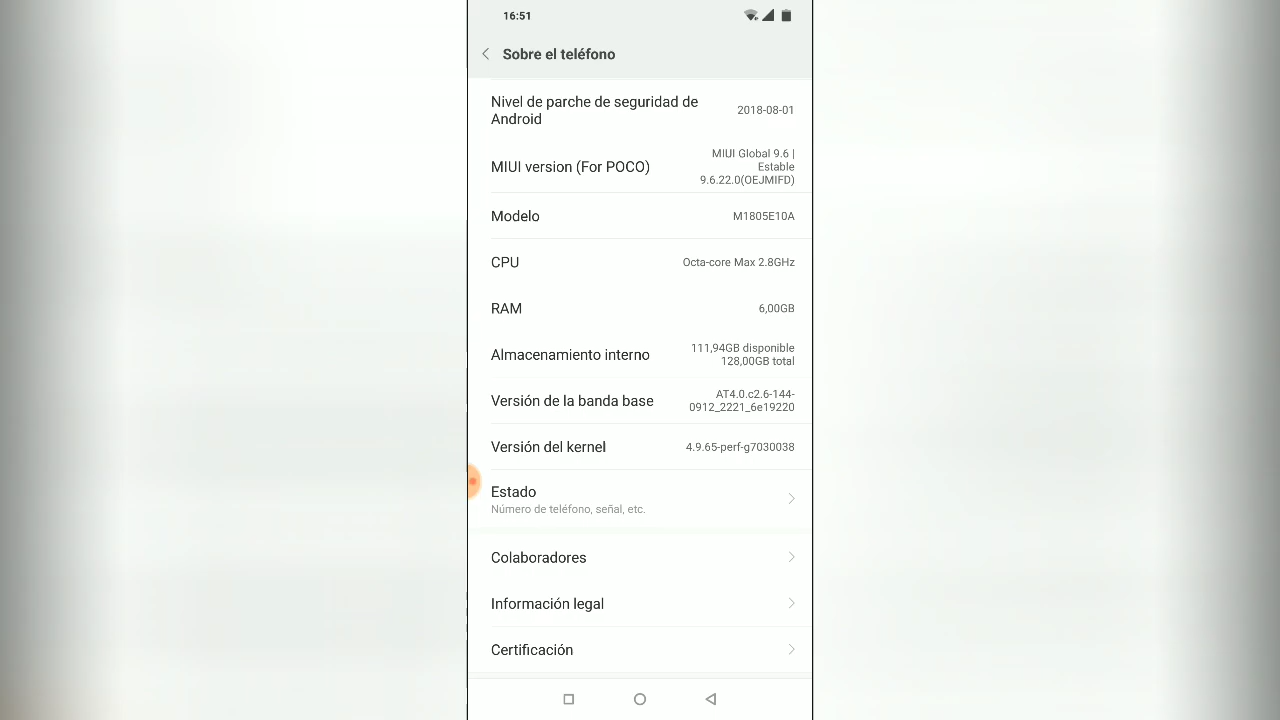 16:51
Sobre el teléfono
Nivel de parche de seguridad de
Android
2018-08-01
MIUI version (For POCO)
MIUI Global 9.6 |
Estable
9.6.22.0(OEJMIFD)
Modelo
M1805E10A
CPU
Octa-core Max 2.8GHz
RAM
6,00GB
Almacenamiento interno
111,94GB disponible
128,00GB total
Versión de la banda base
AT4.0.c2.6-144-
0912_2221_6e19220
Versión del kernel
4.9.65-perf-g7030038
Estado
Número de teléfono, señal, etc.
Colaboradores
Información legal
Certificación